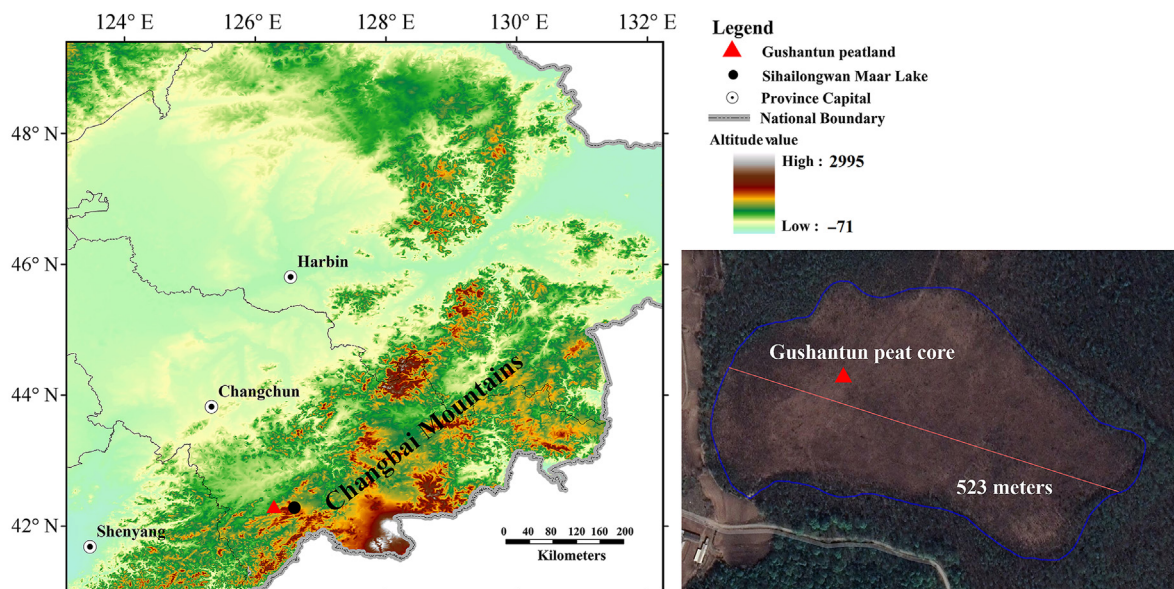 124° E 126° E 128° E 130° E 132° E
48° N
46° N
44° N
42° N
Harbin
Changchun
Shenyang
Changbai Mountains
0 40 80 120 160 200
Kilometers
Legend
Gushantun peatland
Sihailongwan Maar Lake
Province Capital
National Boundary
Altitude value
High : 2995
Low : –71
Gushantun peat core
523 meters